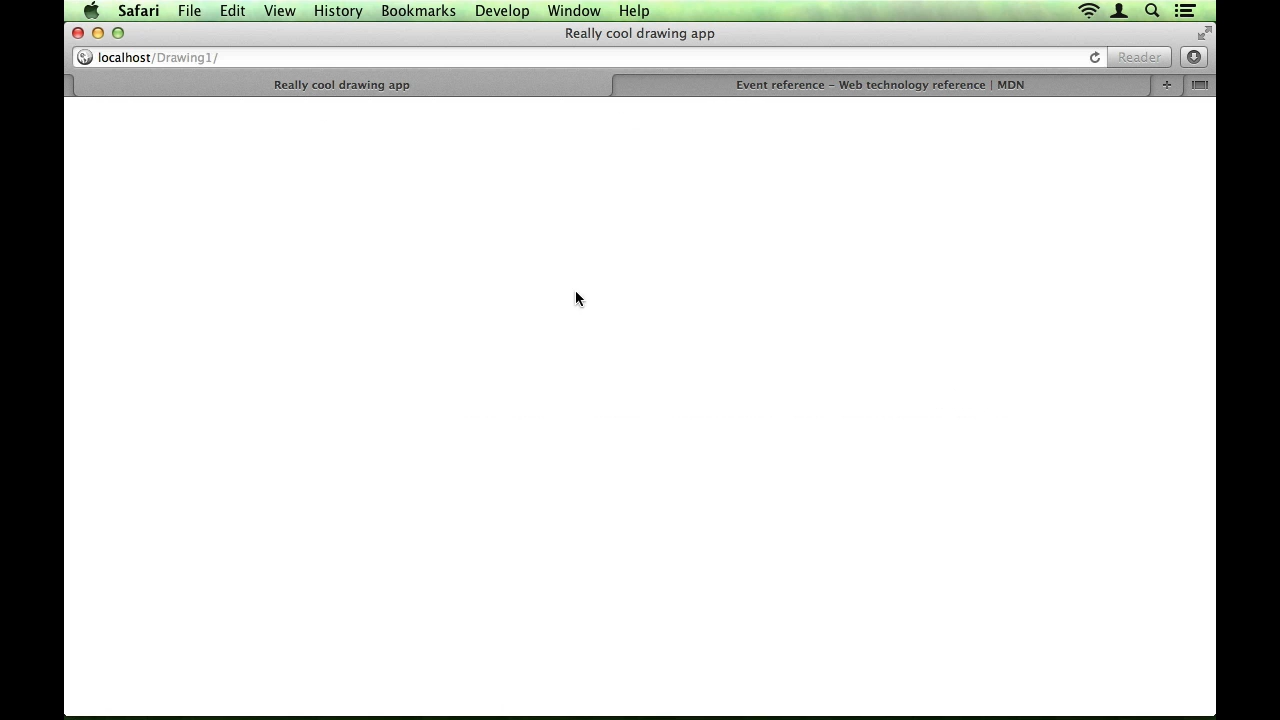 Safari File Edit View History Bookmarks Develop Window Help
Really cool drawing app
localhost/Drawing1/ Reader
Really cool drawing app Event reference – Web technology reference | MDN +